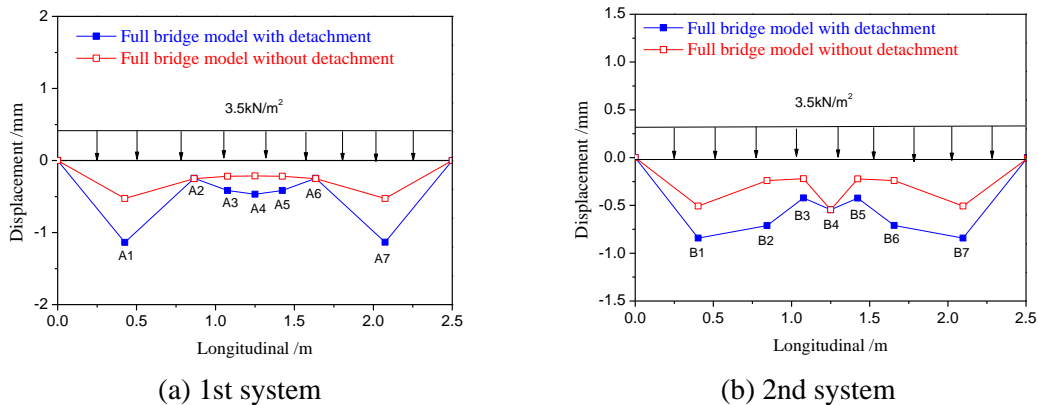 Full bridge model with detachment
Full bridge model without detachment
3.5kN/m2
Displacement /mm
2
1
0
-1
-2
A1
A2
A3
A4
A5
A6
A7
0.0
0.5
1.0
1.5
2.0
2.5
Longitudinal /m
(a) 1st system
Full bridge model with detachment
Full bridge model without detachment
3.5kN/m2
Displacement /mm
1.5
1.0
0.5
0.0
-0.5
-1.0
-1.5
B1
B2
B3
B4
B5
B6
B7
0.0
0.5
1.0
1.5
2.0
2.5
Longitudinal /m
(b) 2nd system